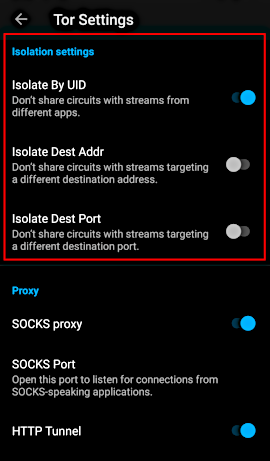 Tor Settings
Isolation settings
Isolate By UID
Don't share circuits with streams from
different apps.
Isolate Dest Addr
Don't share circuits with streams targeting
a different destination address.
Isolate Dest Port
Don't share circuits with streams targeting
a different destination port.
Proxy
SOCKS proxy
SOCKS Port
Open this port to listen for connections from
SOCKS-speaking applications.
HTTP Tunnel